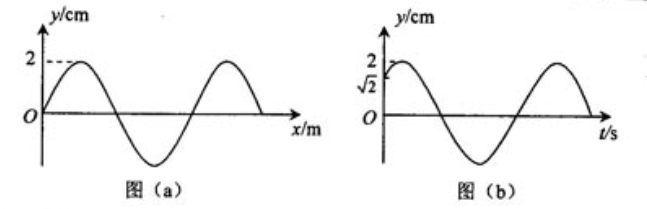 y/cm
2
O
x/m
图（a）
y/cm
2
√2
O
t/s
图（b）